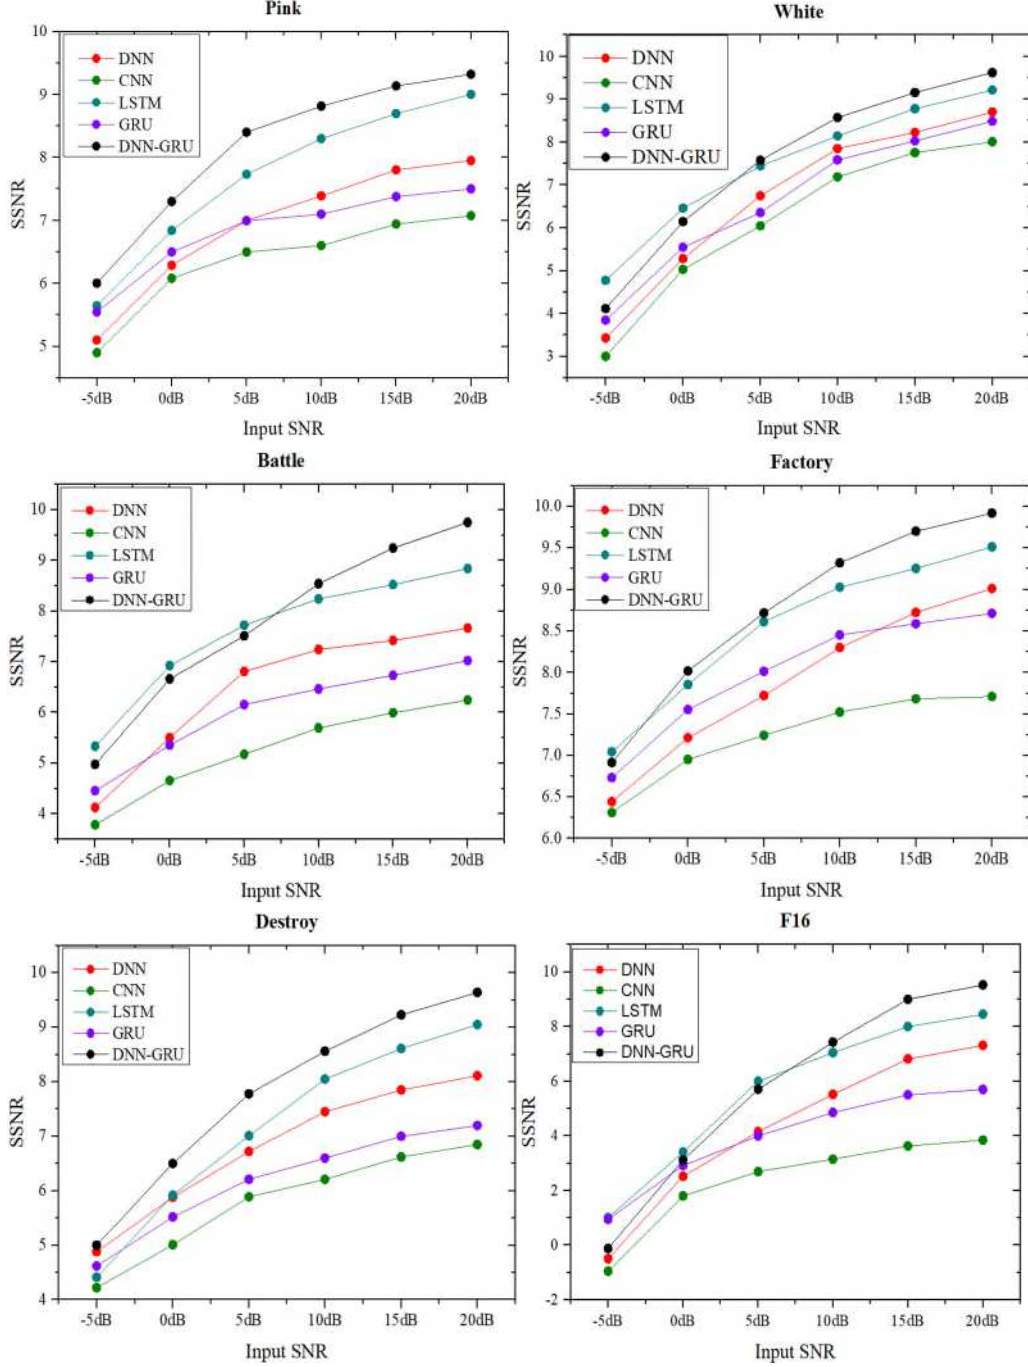 Pink
10
9
8
7
6
5
SSNR
DNN
CNN
LSTM
GRU
DNN-GRU
-5dB 0dB 5dB 10dB 15dB 20dB
Input SNR
White
10
9
8
7
6
5
4
3
SSNR
DNN
CNN
LSTM
GRU
DNN-GRU
-5dB 0dB 5dB 10dB 15dB 20dB
Input SNR
Battle
10
9
8
7
6
5
4
SSNR
DNN
CNN
LSTM
GRU
DNN-GRU
-5dB 0dB 5dB 10dB 15dB 20dB
Input SNR
Factory
10.0
9.5
9.0
8.5
8.0
7.5
7.0
6.5
6.0
SSNR
DNN
CNN
LSTM
GRU
DNN-GRU
-5dB 0dB 5dB 10dB 15dB 20dB
Input SNR
Destroy
10
9
8
7
6
5
4
SSNR
DNN
CNN
LSTM
GRU
DNN-GRU
-5dB 0dB 5dB 10dB 15dB 20dB
Input SNR
F16
10
8
6
4
2
0
-2
SSNR
DNN
CNN
LSTM
GRU
DNN-GRU
-5dB 0dB 5dB 10dB 15dB 20dB
Input SNR